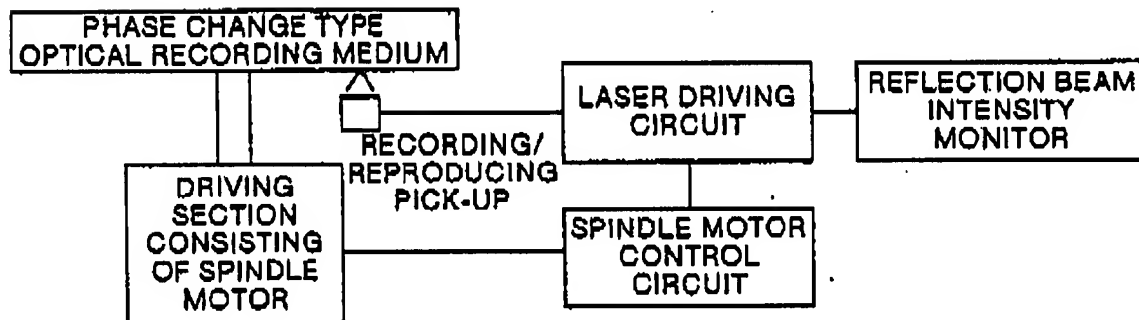 PHASE CHANGE TYPE
OPTICAL RECORDING MEDIUM
LASER DRIVING
CIRCUIT
REFLECTION BEAM
INTENSITY
MONITOR
RECORDING/
REPRODUCING
PICK-UP
DRIVING
SECTION
CONSISTING
OF SPINDLE
MOTOR
SPINDLE MOTOR
CONTROL
CIRCUIT